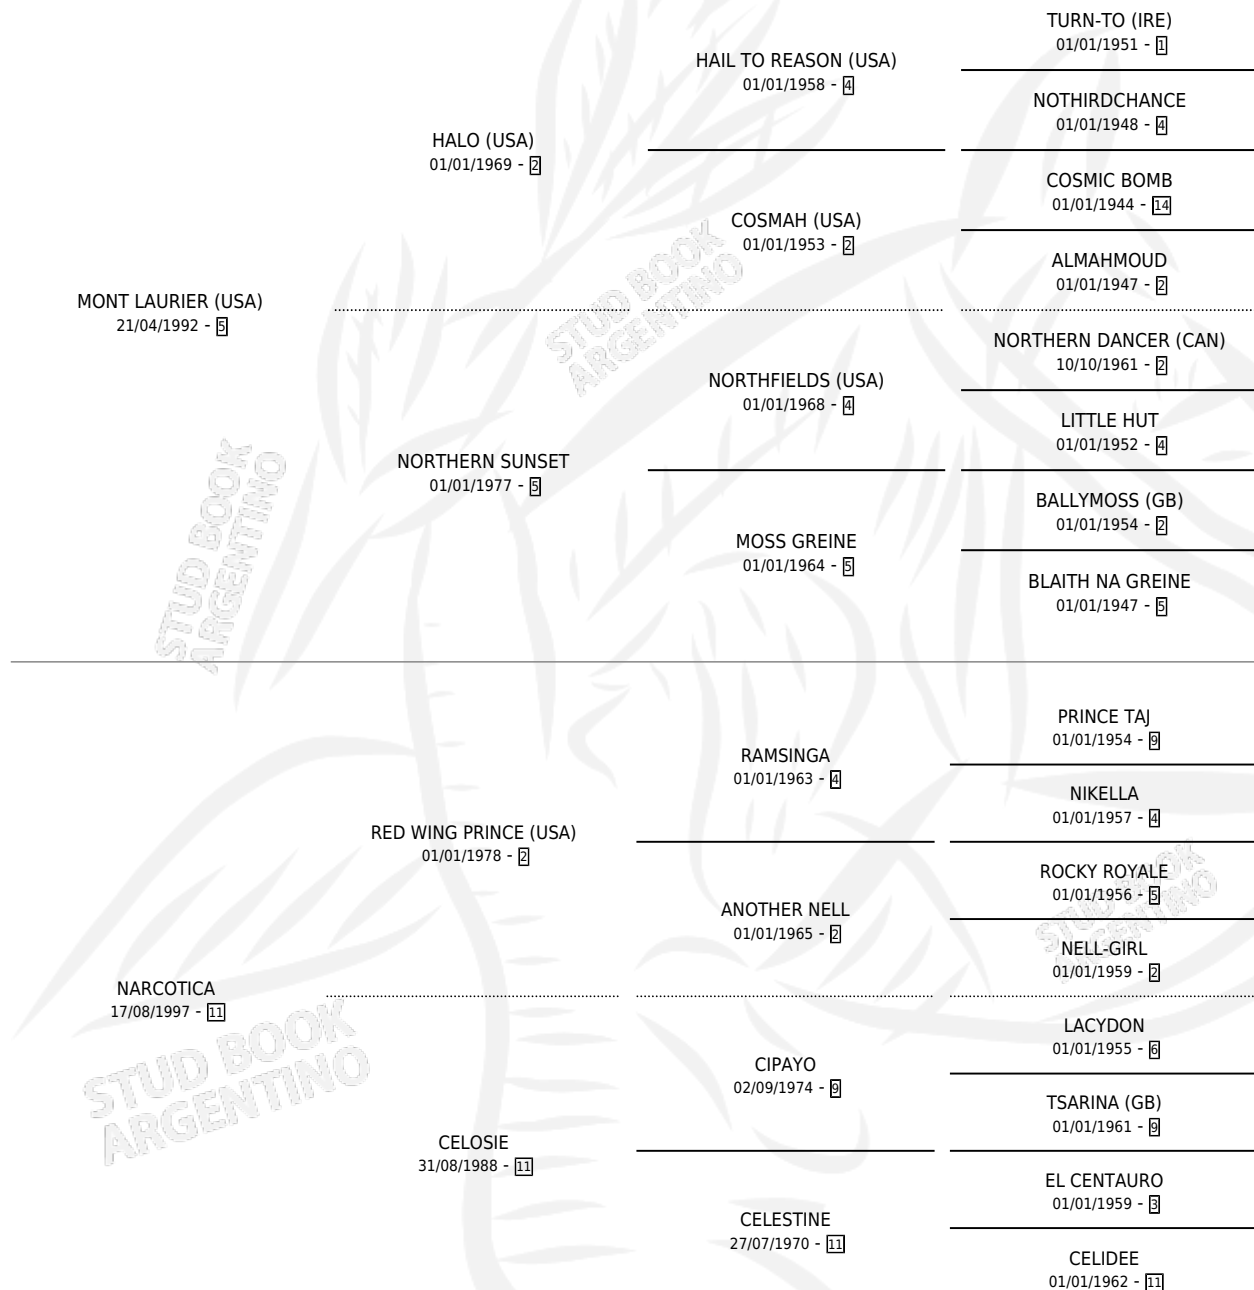 TURN-TO (IRE)
01/01/1951 - 1
HAIL TO REASON (USA)
01/01/1958 - 4
NOTHIRDCHANCE
01/01/1948 - 4
HALO (USA)
01/01/1969 - 2
COSMIC BOMB
01/01/1944 - 14
COSMAH (USA)
01/01/1953 - 2
ALMAHMOUD
01/01/1947 - 2
MONT LAURIER (USA)
21/04/1992 - 5
NORTHERN DANCER (CAN)
10/10/1961 - 2
NORTHFIELDS (USA)
01/01/1968 - 4
LITTLE HUT
01/01/1952 - 4
NORTHERN SUNSET
01/01/1977 - 5
BALLYMOSS (GB)
01/01/1954 - 2
MOSS GREINE
01/01/1964 - 5
BLAITH NA GREINE
01/01/1947 - 5
PRINCE TAJ
01/01/1954 - 9
RAMSINGA
01/01/1963 - 4
NIKELLA
01/01/1957 - 4
RED WING PRINCE (USA)
01/01/1978 - 2
ROCKY ROYALE
01/01/1956 - 5
ANOTHER NELL
01/01/1965 - 2
NELL-GIRL
01/01/1959 - 2
NARCOTICA
17/08/1997 - 11
LACYDON
01/01/1955 - 6
CIPAYO
02/09/1974 - 9
TSARINA (GB)
01/01/1961 - 9
CELOSIE
31/08/1988 - 11
EL CENTAURO
01/01/1959 - 3
CELESTINE
27/07/1970 - 11
CELIDEE
01/01/1962 - 11
STUD BOOK
ARGENTINO
STUD BOOK
ARGENTINO
STUD BOOK
ARGENTINO
STUD BOOK
ARGENTINO